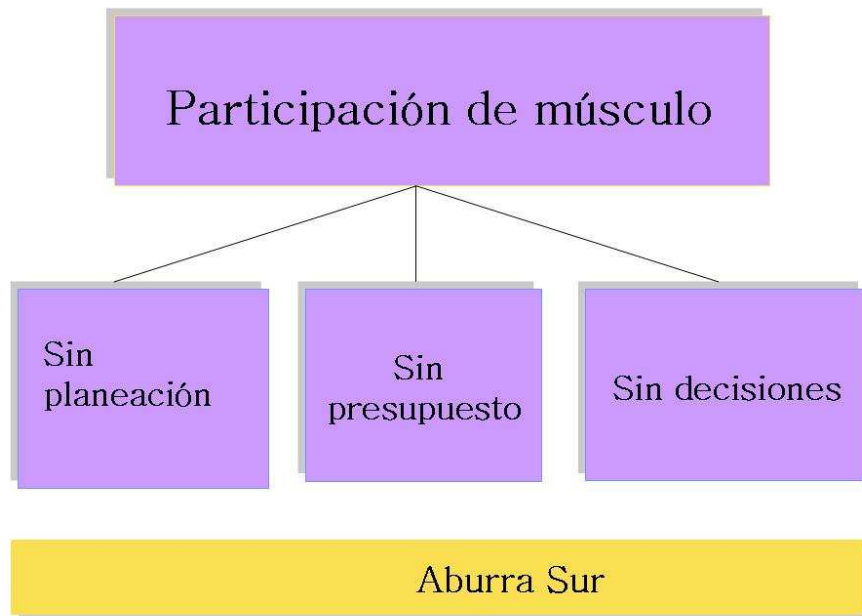 Participación de músculo
Sin
planeación
Sin
presupuesto
Sin decisiones
Aburra Sur